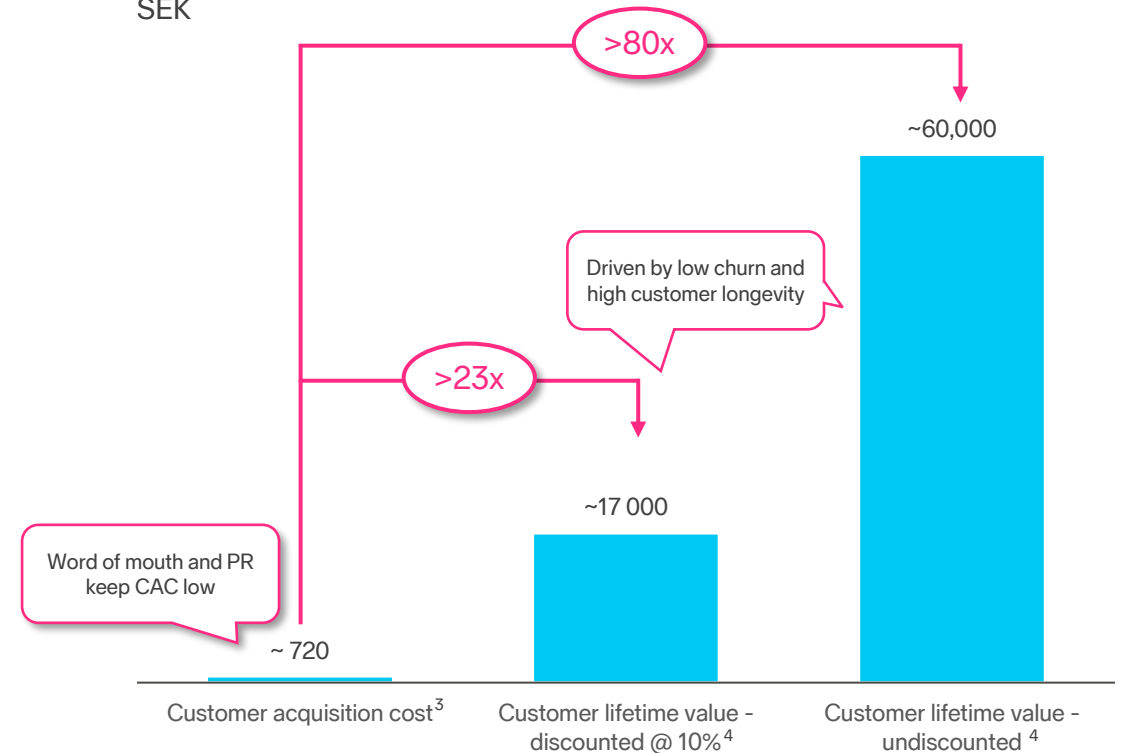 SEK
>80x
~60,000
Driven by low churn and
high customer longevity
>23x
~17 000
Word of mouth and PR
keep CAC low
~ 720
Customer acquisition cost³
Customer lifetime value -
discounted @ 10%⁴
Customer lifetime value -
undiscounted ⁴